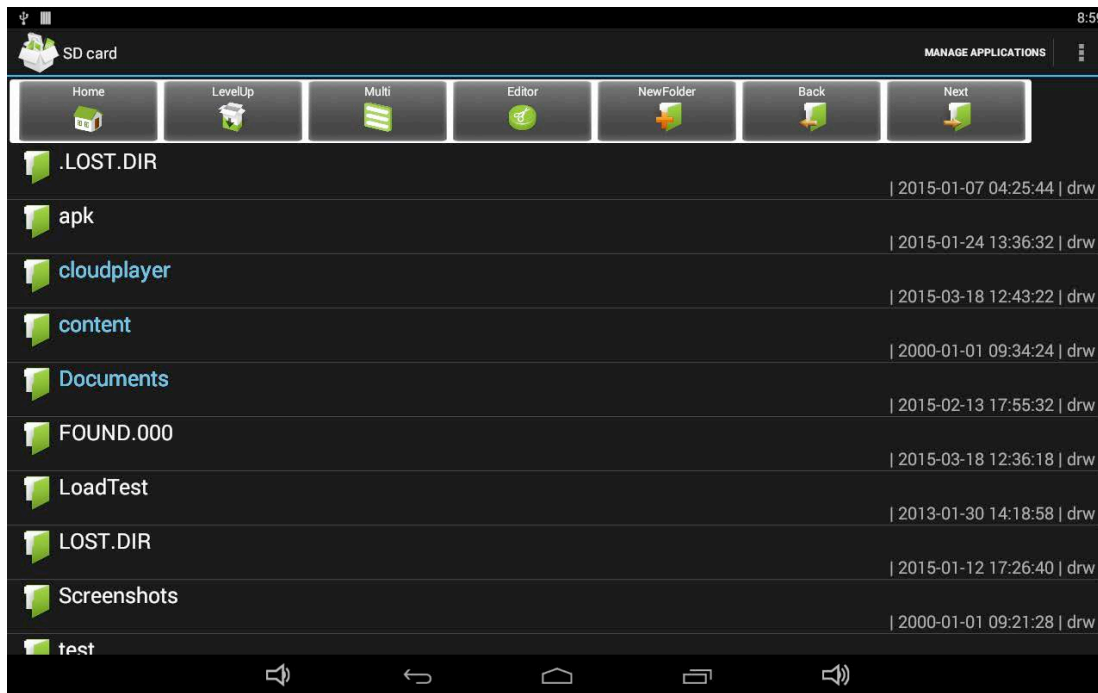 8:59
SD card
MANAGE APPLICATIONS
Home LevelUp Multi Editor NewFolder Back Next
.LOST.DIR
| 2015-01-07 04:25:44 | drw
apk
| 2015-01-24 13:36:32 | drw
cloudplayer
| 2015-03-18 12:43:22 | drw
content
| 2000-01-01 09:34:24 | drw
Documents
| 2015-02-13 17:55:32 | drw
FOUND.000
| 2015-03-18 12:36:18 | drw
LoadTest
| 2013-01-30 14:18:58 | drw
LOST.DIR
| 2015-01-12 17:26:40 | drw
Screenshots
| 2000-01-01 09:21:28 | drw
test